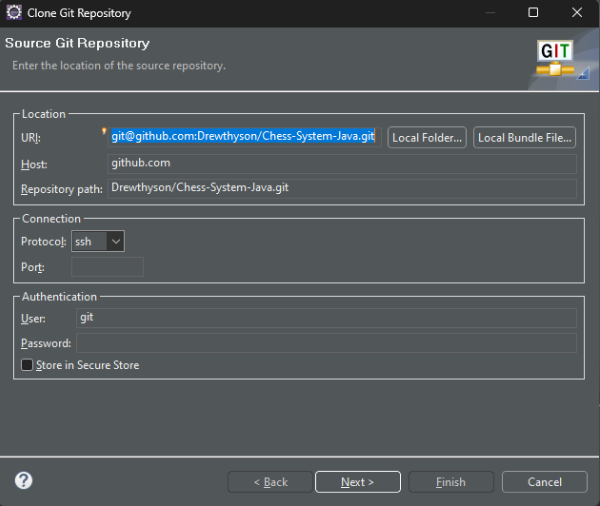 Clone Git Repository
Source Git Repository
Enter the location of the source repository.
GIT
Location
URI: git@github.com:Drewthyson/Chess-System-Java.git Local Folder... Local Bundle File...
Host: github.com
Repository path: Drewthyson/Chess-System-Java.git
Connection
Protocol: ssh
Port:
Authentication
User: git
Password:
Store in Secure Store
? < Back Next > Finish Cancel